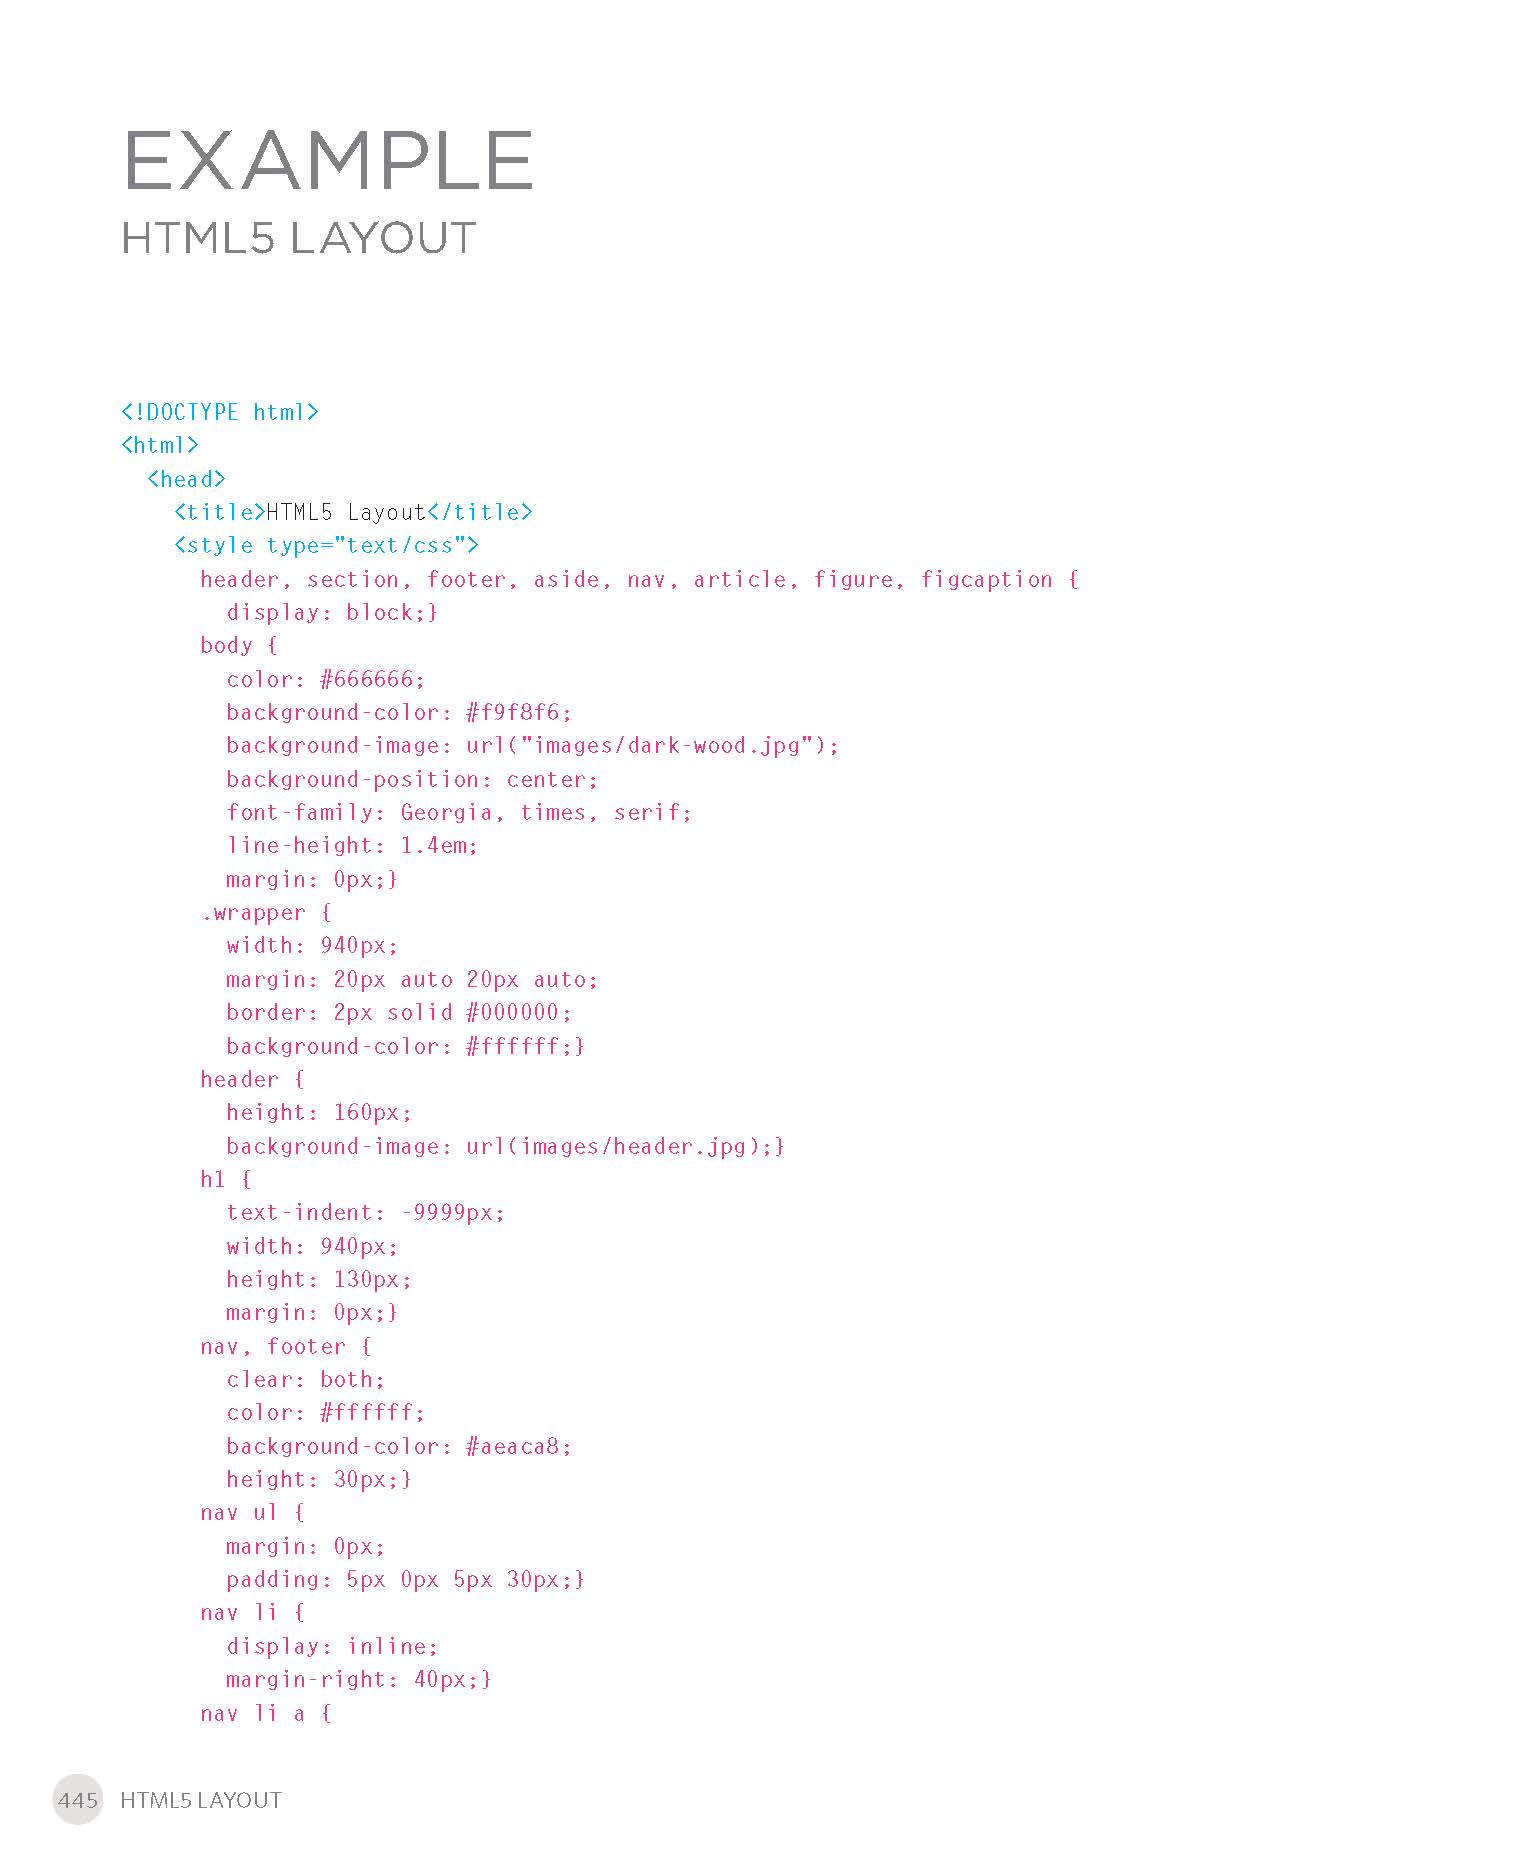 EXAMPLE
HTML5 LAYOUT
<!DOCTYPE html>
<html>
  <head>
    <title>HTML5 Layout</title>
    <style type="text/css">
      header, section, footer, aside, nav, article, figure, figcaption {
        display: block;}
      body {
        color: #666666;
        background-color: #f9f8f6;
        background-image: url("images/dark-wood.jpg");
        background-position: center;
        font-family: Georgia, times, serif;
        line-height: 1.4em;
        margin: 0px;}
      .wrapper {
        width: 940px;
        margin: 20px auto 20px auto;
        border: 2px solid #000000;
        background-color: #ffffff;}
      header {
        height: 160px;
        background-image: url(images/header.jpg);}
      h1 {
        text-indent: -9999px;
        width: 940px;
        height: 130px;
        margin: 0px;}
      nav, footer {
        clear: both;
        color: #ffffff;
        background-color: #aeaca8;
        height: 30px;}
      nav ul {
        margin: 0px;
        padding: 5px 0px 5px 30px;}
      nav li {
        display: inline;
        margin-right: 40px;}
      nav li a {
445 HTML5 LAYOUT